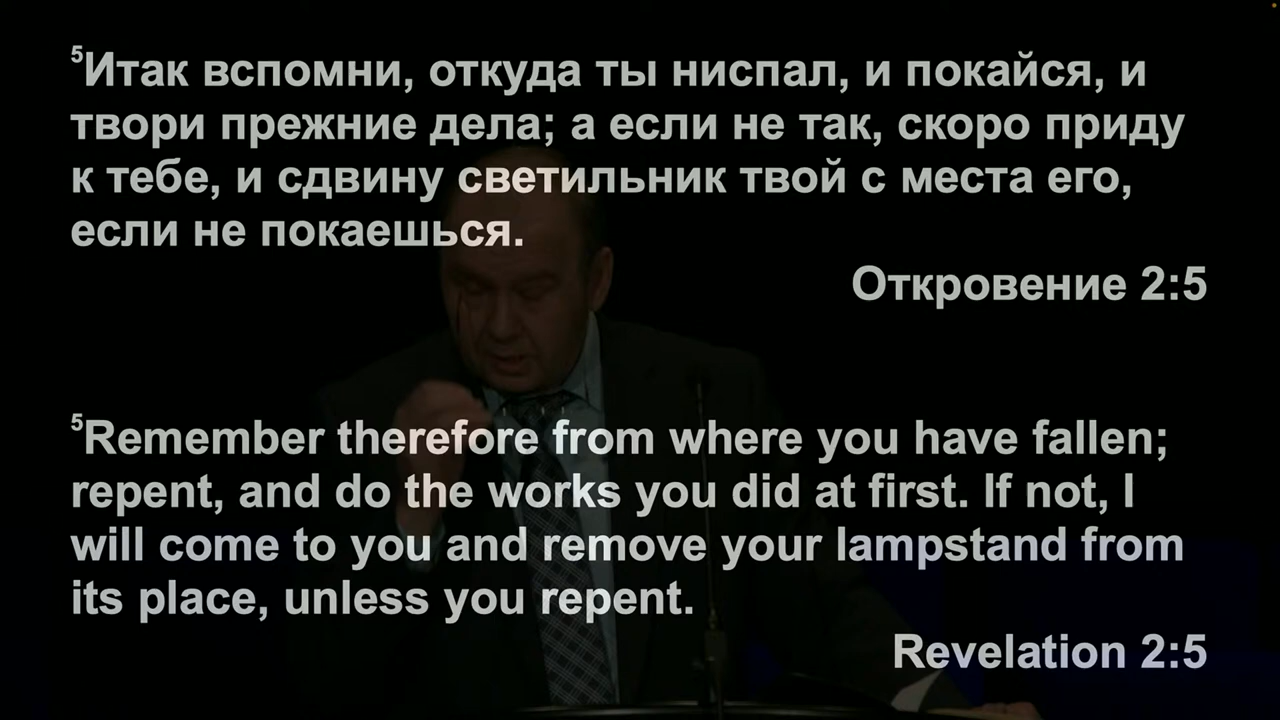 ⁵Итак вспомни, откуда ты ниспал, и покайся, и
твори прежние дела; а если не так, скоро приду
к тебе, и сдвину светильник твой с места его,
если не покаешься.
Откровение 2:5
⁵Remember therefore from where you have fallen;
repent, and do the works you did at first. If not, I
will come to you and remove your lampstand from
its place, unless you repent.
Revelation 2:5